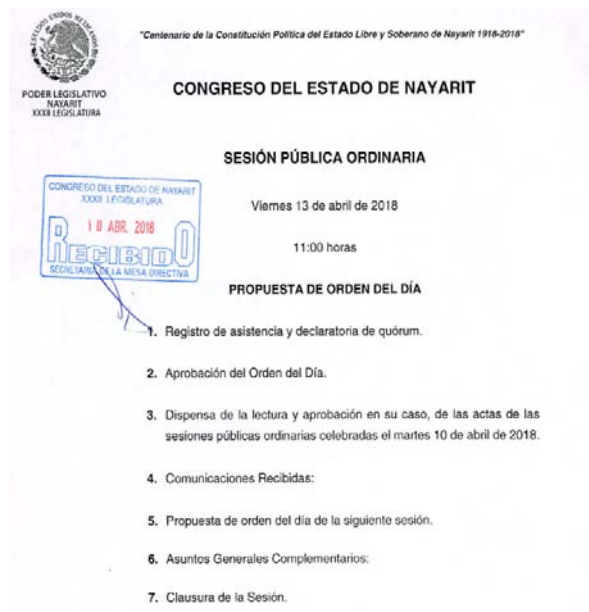 "Centenario de la Constitución Política del Estado Libre y Soberano de Nayarit 1918-2018"
ESTADOS UNIDOS MEXICANOS
PODER LEGISLATIVO
NAYARIT
XXXII LEGISLATURA
CONGRESO DEL ESTADO DE NAYARIT
SESIÓN PÚBLICA ORDINARIA
CONGRESO DEL ESTADO DE NAYARIT
XXXII LEGISLATURA
10 ABR. 2018
RECIBIDO
SECRETARIA DE LA MESA DIRECTIVA
Viernes 13 de abril de 2018
11:00 horas
PROPUESTA DE ORDEN DEL DÍA
1. Registro de asistencia y declaratoria de quórum.
2. Aprobación del Orden del Día.
3. Dispensa de la lectura y aprobación en su caso, de las actas de las
sesiones públicas ordinarias celebradas el martes 10 de abril de 2018.
4. Comunicaciones Recibidas:
5. Propuesta de orden del día de la siguiente sesión.
6. Asuntos Generales Complementarios:
7. Clausura de la Sesión.